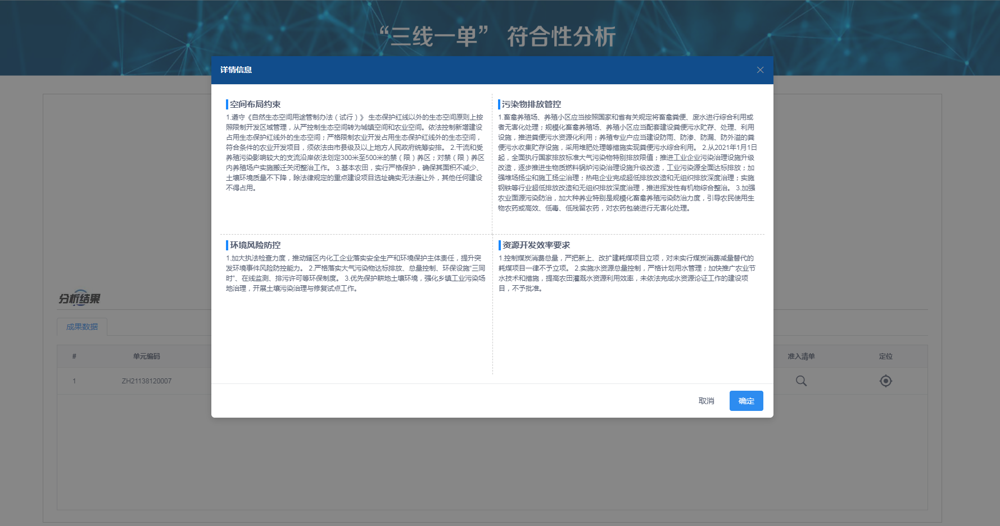 “三线一单” 符合性分析
详情信息
空间布局约束
1.遵守《自然生态空间用途管制办法（试行）》 生态保护红线以外的生态空间原则上按
照限制开发区域管理，从严控制生态空间转为城镇空间和农业空间。依法控制新增建设
占用生态保护红线外的生态空间；严格限制农业开发占用生态保护红线外的生态空间，
符合条件的农业开发项目，须依法由市县级及以上地方人民政府统筹安排。 2.干流和受
养殖污染影响较大的支流沿岸依法划定300米至500米的禁（限）养区；对禁（限）养区
内养殖场户实施搬迁关闭整治工作。 3.基本农田，实行严格保护，确保其面积不减少、
土壤环境质量不下降，除法律规定的重点建设项目选址确实无法避让外，其他任何建设
不得占用。
污染物排放管控
1.畜禽养殖场、养殖小区应当按照国家和省有关规定将畜禽粪便、废水进行综合利用或
者无害化处理；规模化畜禽养殖场、养殖小区应当配套建设粪便污水贮存、处理、利用
设施，推进粪便污水资源化利用；养殖专业户应当建设防雨、防渗、防漏、防外溢的粪
便污水收集贮存设施，采用堆肥处理等措施实现粪便污水综合利用。 2.从2021年1月1日
起，全面执行国家排放标准大气污染物特别排放限值；推进工业企业污染治理设施升级
改造，逐步推进生物质燃料锅炉污染治理设施升级改造，工业污染源全面达标排放；加
强堆场扬尘和施工扬尘治理；热电企业完成超低排放改造和无组织排放深度治理；实施
钢铁等行业超低排放改造和无组织排放深度治理，推进挥发性有机物综合整治。 3.加强
农业面源污染防治，加大种养业特别是规模化畜禽养殖污染防治力度，引导农民使用生
物农药或高效、低毒、低残留农药，对农药包装进行无害化处理。
环境风险防控
1.加大执法检查力度，推动辖区内化工企业落实安全生产和环境保护主体责任，提升突
发环境事件风险防控能力。 2.严格落实大气污染物达标排放、总量控制、环保设施“三同
时”、在线监测、排污许可等环保制度。 3.优先保护耕地土壤环境，强化乡镇工业污染场
地治理，开展土壤污染治理与修复试点工作。
资源开发效率要求
1.控制煤炭消费总量，严把新上、改扩建耗煤项目立项，对未实行煤炭消费减量替代的
耗煤项目一律不予立项。 2.实施水资源总量控制，严格计划用水管理；加快推广农业节
水技术和措施，提高农田灌溉水资源利用效率，未依法完成水资源论证工作的建设项
目，不予批准。
取消
确定
分析结果
成果数据
# 单元编码 准入清单 定位
1 ZH21138120007